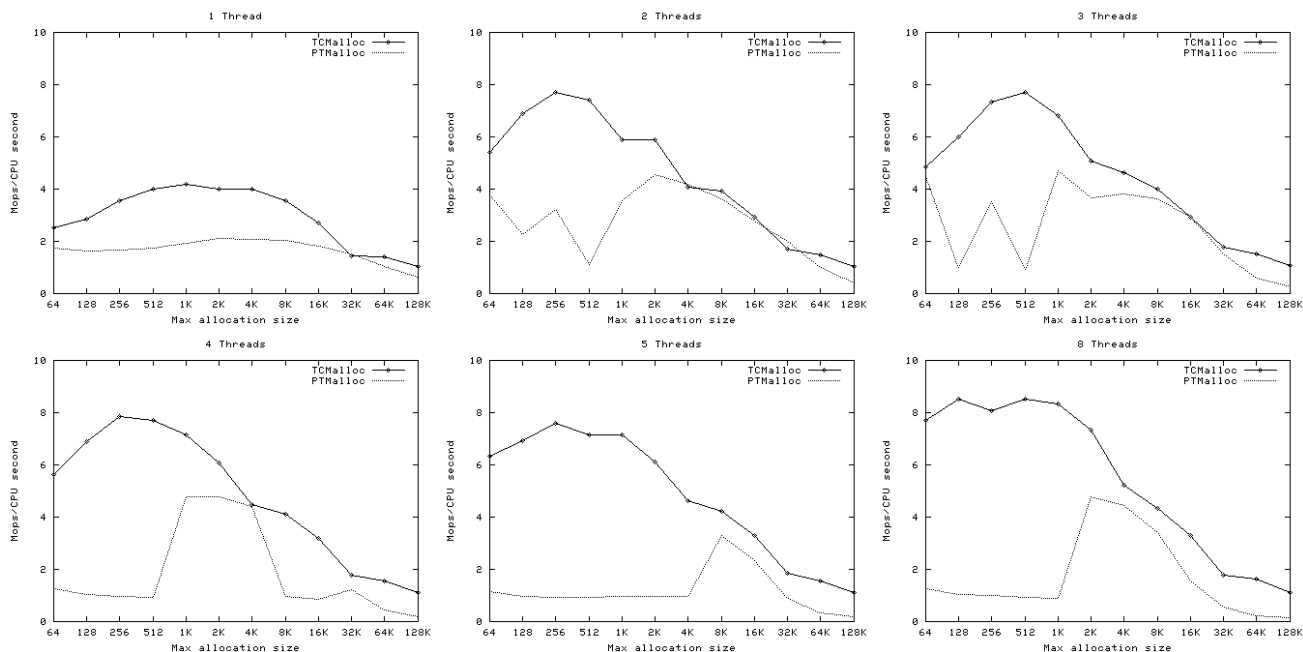 1 Thread
10
8
6
4
2
0
Mops/CPU second
TCMalloc
PTMalloc
64 128 256 512 1K 2K 4K 8K 16K 32K 64K 128K
Max allocation size
2 Threads
10
8
6
4
2
0
Mops/CPU second
TCMalloc
PTMalloc
64 128 256 512 1K 2K 4K 8K 16K 32K 64K 128K
Max allocation size
3 Threads
10
8
6
4
2
0
Mops/CPU second
TCMalloc
PTMalloc
64 128 256 512 1K 2K 4K 8K 16K 32K 64K 128K
Max allocation size
4 Threads
10
8
6
4
2
0
Mops/CPU second
TCMalloc
PTMalloc
64 128 256 512 1K 2K 4K 8K 16K 32K 64K 128K
Max allocation size
5 Threads
10
8
6
4
2
0
Mops/CPU second
TCMalloc
PTMalloc
64 128 256 512 1K 2K 4K 8K 16K 32K 64K 128K
Max allocation size
8 Threads
10
8
6
4
2
0
Mops/CPU second
TCMalloc
PTMalloc
64 128 256 512 1K 2K 4K 8K 16K 32K 64K 128K
Max allocation size